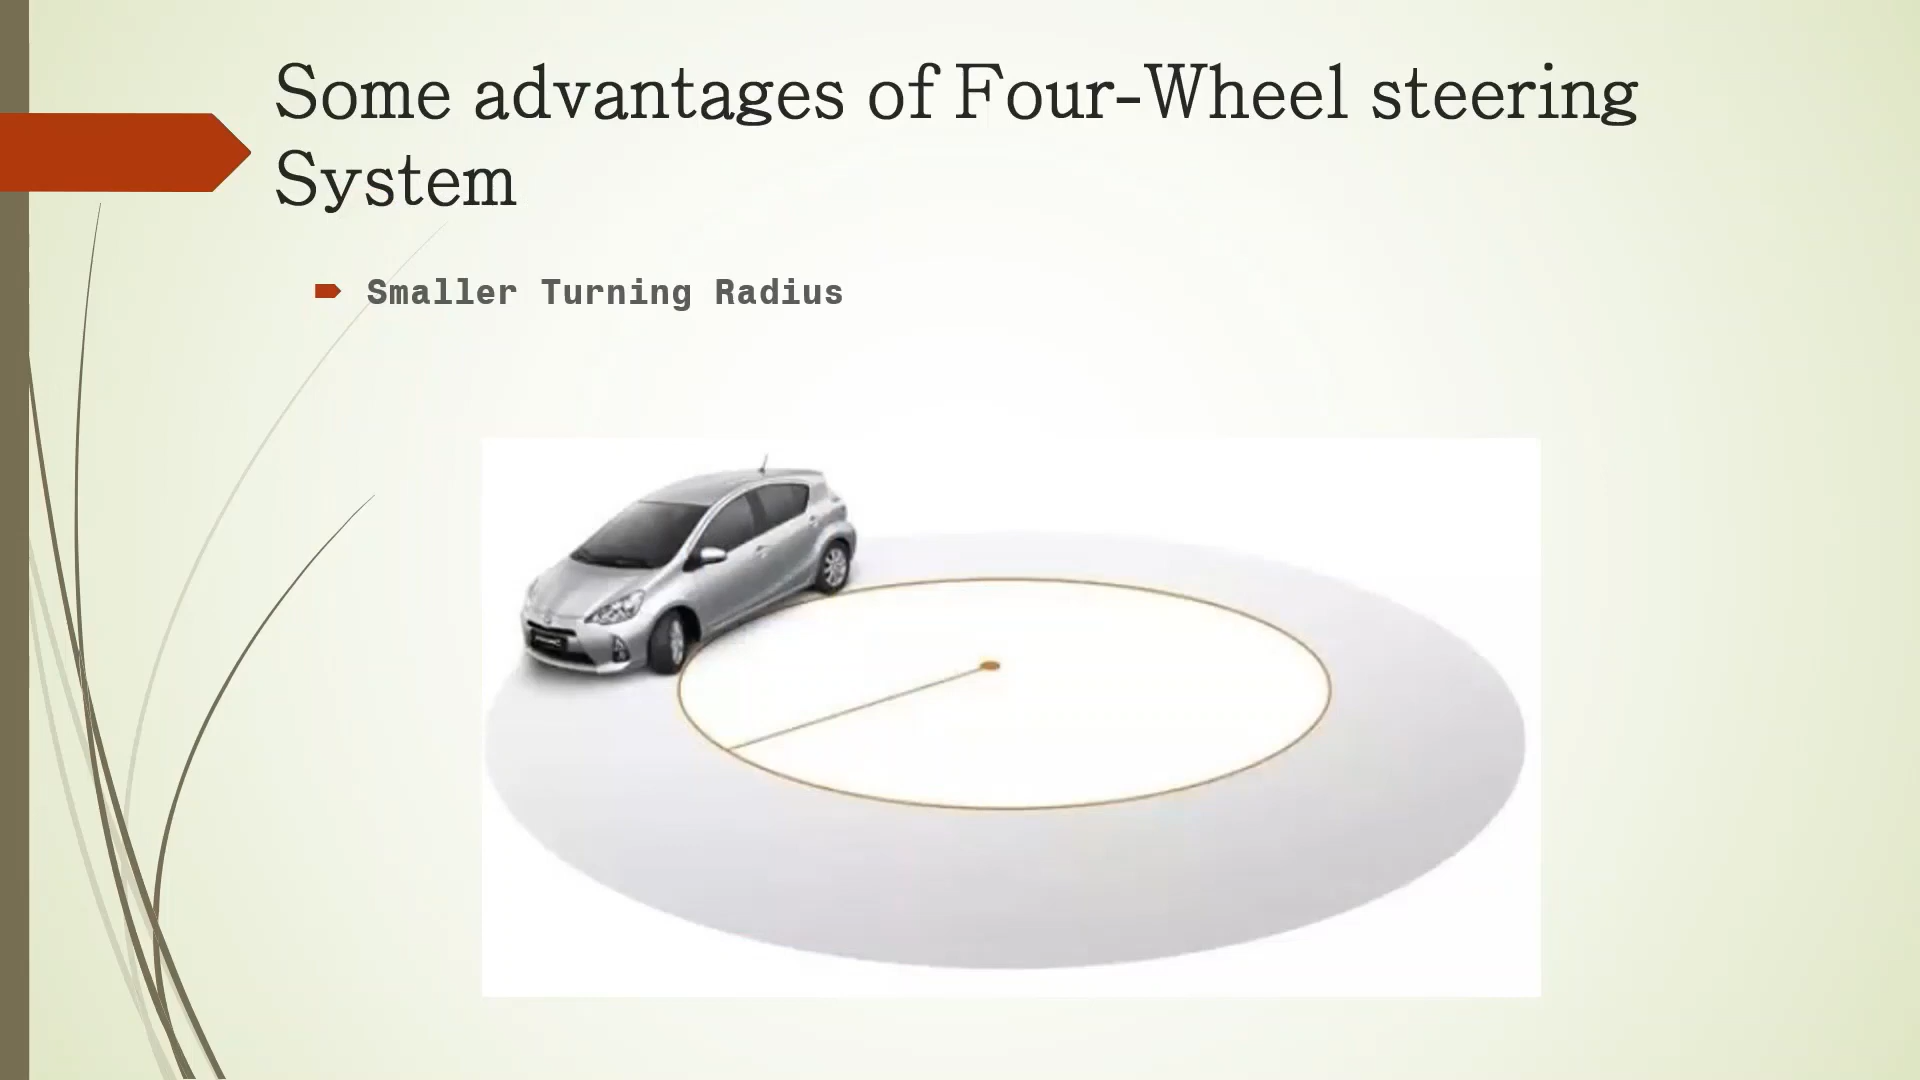 Some advantages of Four-Wheel steering
System
Smaller Turning Radius